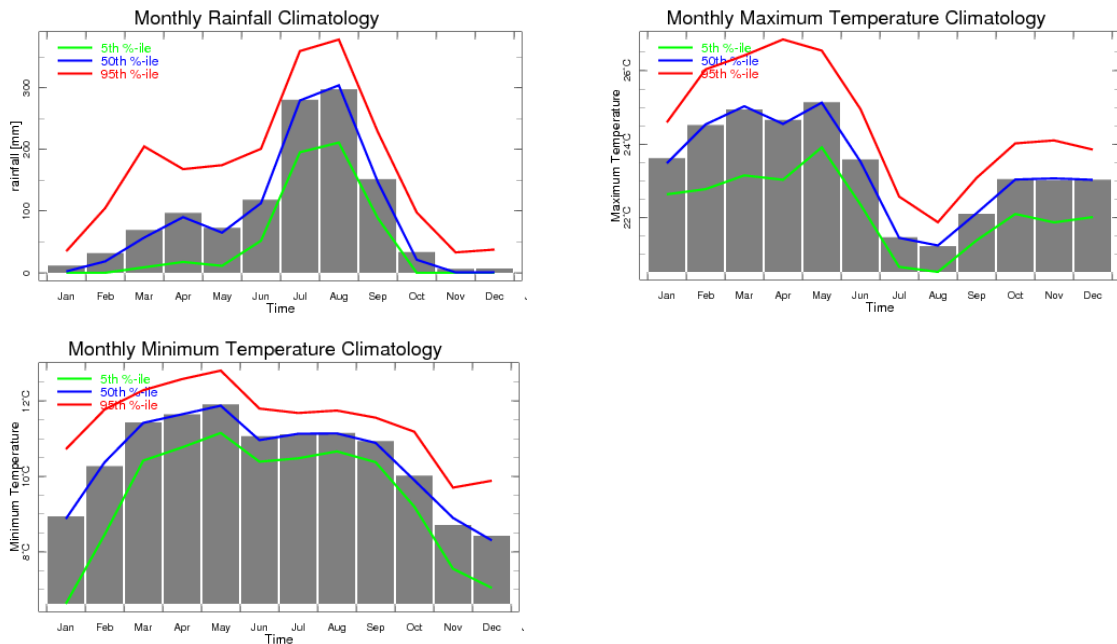 Monthly Rainfall Climatology
5th %-ile
50th %-ile
95th %-ile
rainfall [mm]
300
200
100
0
Jan Feb Mar Apr May Jun Jul Aug Sep Oct Nov Dec
Time
Monthly Maximum Temperature Climatology
5th %-ile
50th %-ile
95th %-ile
Maximum Temperature
26°C
24°C
22°C
Jan Feb Mar Apr May Jun Jul Aug Sep Oct Nov Dec
Time
Monthly Minimum Temperature Climatology
5th %-ile
50th %-ile
95th %-ile
Minimum Temperature
12°C
10°C
8°C
Jan Feb Mar Apr May Jun Jul Aug Sep Oct Nov Dec
Time